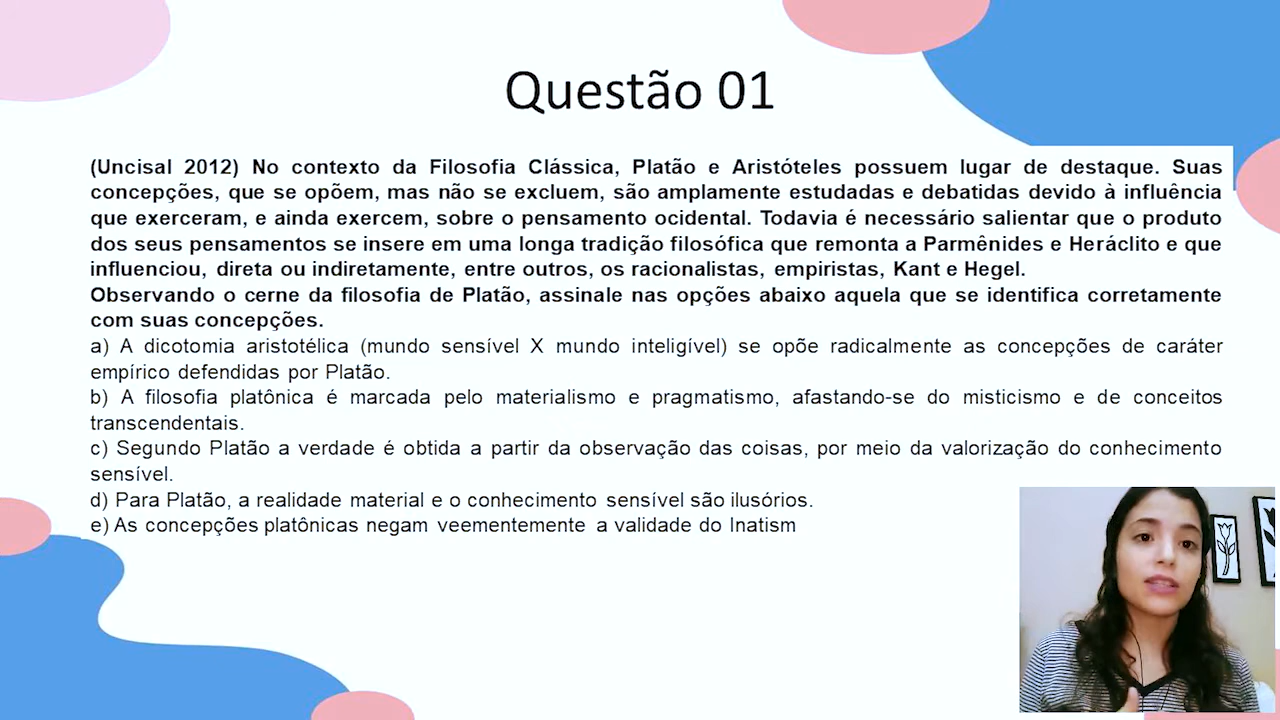 Questão 01
(Uncisal 2012) No contexto da Filosofia Clássica, Platão e Aristóteles possuem lugar de destaque. Suas
concepções, que se opõem, mas não se excluem, são amplamente estudadas e debatidas devido à influência
que exerceram, e ainda exercem, sobre o pensamento ocidental. Todavia é necessário salientar que o produto
dos seus pensamentos se insere em uma longa tradição filosófica que remonta a Parmênides e Heráclito e que
influenciou, direta ou indiretamente, entre outros, os racionalistas, empiristas, Kant e Hegel.
Observando o cerne da filosofia de Platão, assinale nas opções abaixo aquela que se identifica corretamente
com suas concepções.
a) A dicotomia aristotélica (mundo sensível X mundo inteligível) se opõe radicalmente as concepções de caráter
empírico defendidas por Platão.
b) A filosofia platônica é marcada pelo materialismo e pragmatismo, afastando-se do misticismo e de conceitos
transcendentais.
c) Segundo Platão a verdade é obtida a partir da observação das coisas, por meio da valorização do conhecimento
sensível.
d) Para Platão, a realidade material e o conhecimento sensível são ilusórios.
e) As concepções platônicas negam veementemente a validade do Inatism